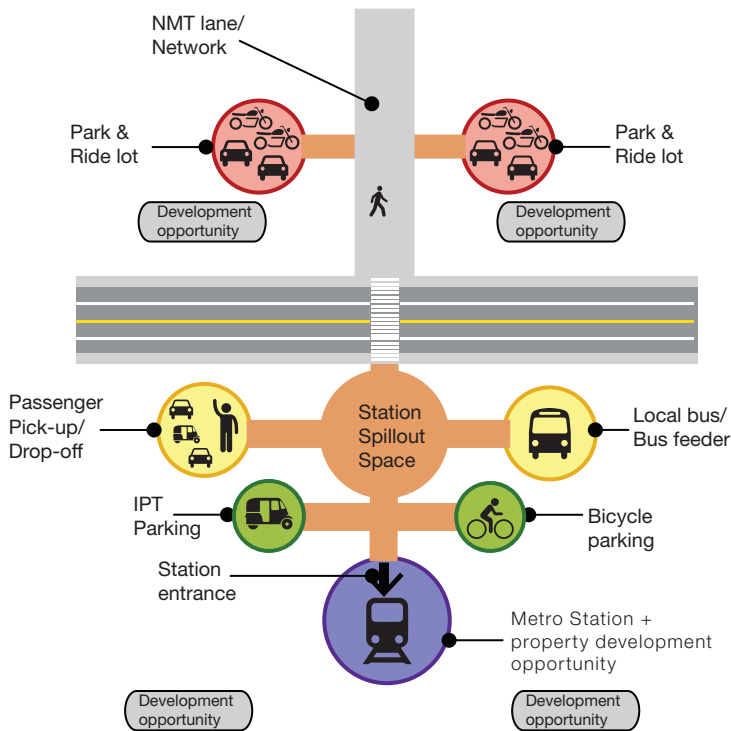 NMT lane/
Network
Park &
Ride lot
Park &
Ride lot
Development
opportunity
Development
opportunity
Passenger
Pick-up/
Drop-off
Station
Spillout
Space
Local bus/
Bus feeder
IPT
Parking
Bicycle
parking
Station
entrance
Metro Station +
property development
opportunity
Development
opportunity
Development
opportunity